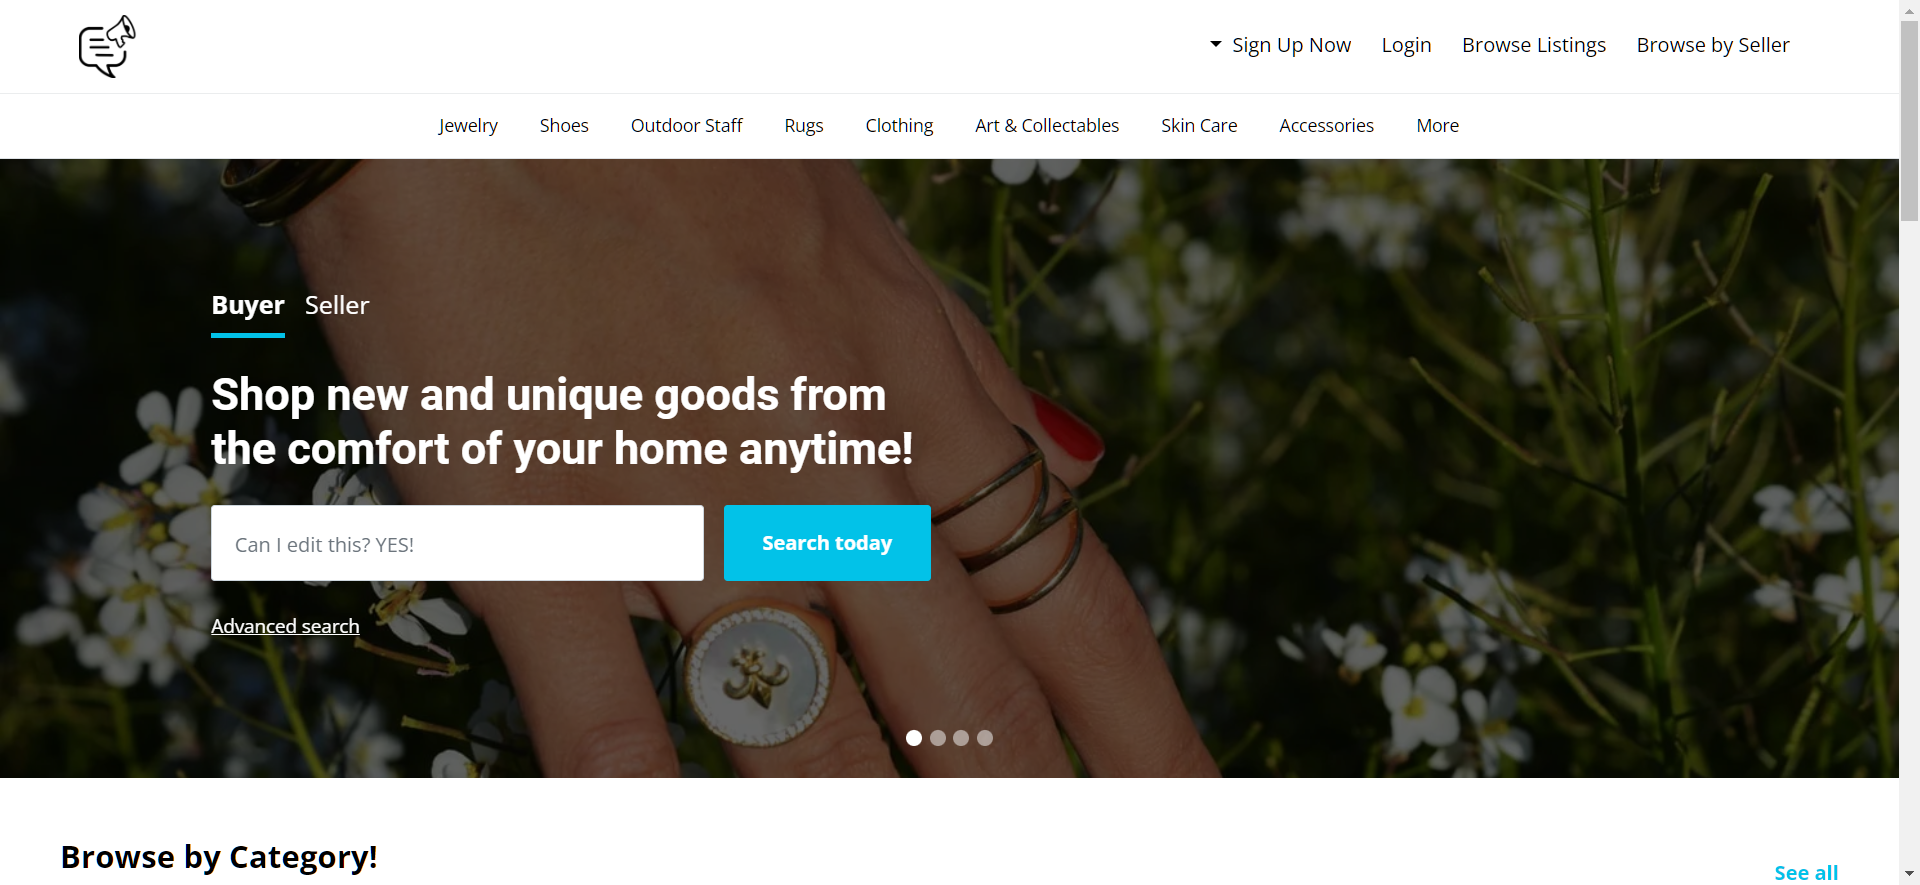 Sign Up Now Login Browse Listings Browse by Seller
Jewelry Shoes Outdoor Staff Rugs Clothing Art & Collectables Skin Care Accessories More
Buyer Seller
Shop new and unique goods from
the comfort of your home anytime!
Can I edit this? YES! Search today
Advanced search
Browse by Category!
See all